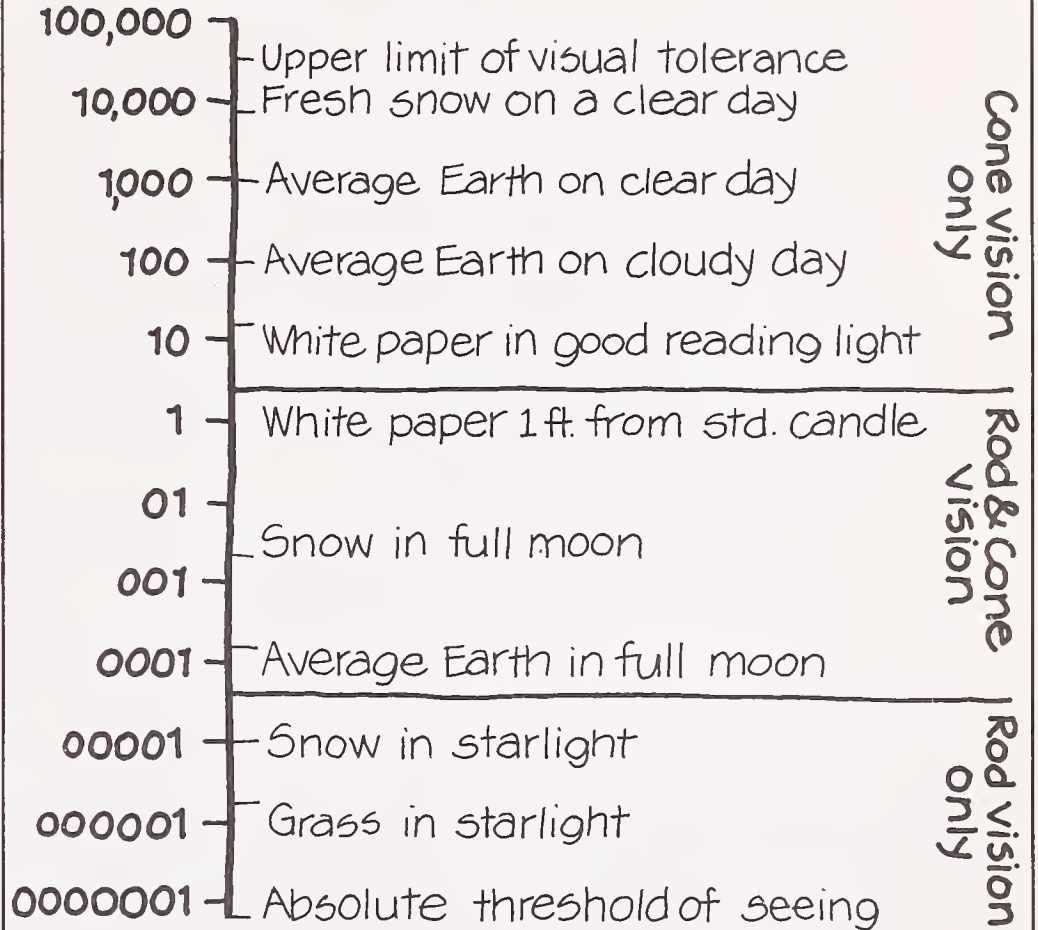 100,000
Upper limit of visual tolerance
10,000 Fresh snow on a clear day
1,000 Average Earth on clear day
100 Average Earth on cloudy day
10 White paper in good reading light
Cone vision
only
1 White paper 1 ft. from std. candle
01
Snow in full moon
001
0001 Average Earth in full moon
Rod & Cone
vision
00001 Snow in starlight
000001 Grass in starlight
0000001 Absolute threshold of seeing
Rod vision
only